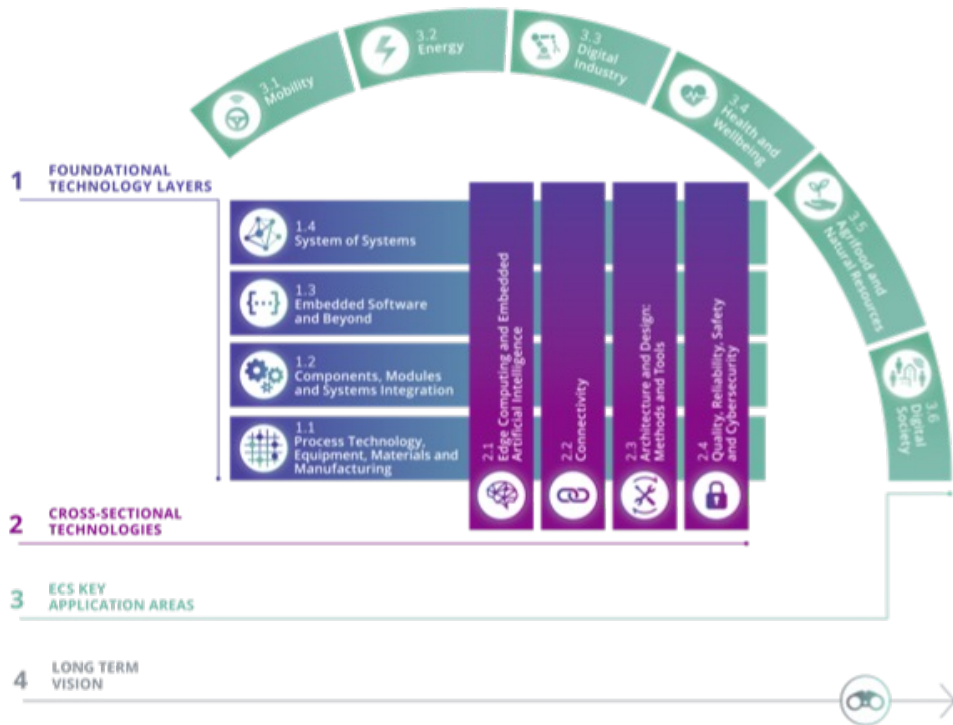 3.1
Mobility
3.2
Energy
3.3
Digital
Industry
3.4
Health and
Wellbeing
3.5
Agrifood and
Natural Resources
3.6
Digital
Society
1
FOUNDATIONAL
TECHNOLOGY LAYERS
1.4
System of Systems
1.3
Embedded Software
and Beyond
1.2
Components, Modules
and Systems Integration
1.1
Process Technology,
Equipment, Materials and
Manufacturing
2.1
Edge Computing and Embedded
Artificial Intelligence
2.2
Connectivity
2.3
Architecture and Design:
Methods and Tools
2.4
Quality, Reliability, Safety
and Cybersecurity
2
CROSS-SECTIONAL
TECHNOLOGIES
3
ECS KEY
APPLICATION AREAS
4
LONG TERM
VISION